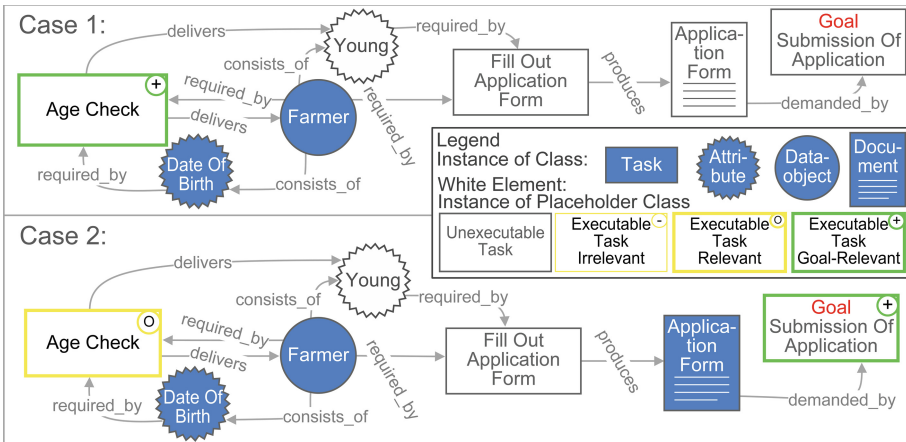 Case 1:
delivers
Young
required_by
consists_of
Fill Out
Application
Form
produces
Applica-
tion
Form
Goal
Submission Of
Application
demanded_by
+
Age Check
required_by
delivers
Farmer
required_by
Date Of
Birth
required_by
consists_of
Legend
Instance of Class:
Task
Attri-
bute
Data-
object
Docu-
ment
White Element:
Instance of Placeholder Class
Unexecutable
Task
Executable
Task
Irrelevant
-
Executable
Task
Relevant
O
Executable
Task
Goal-Relevant
+
Case 2:
delivers
Young
required_by
consists_of
Age Check
O
required_by
delivers
Farmer
required_by
Fill Out
Application
Form
produces
Applica-
tion
Form
Goal
Submission Of
Application
+
demanded_by
Date Of
Birth
required_by
consists_of